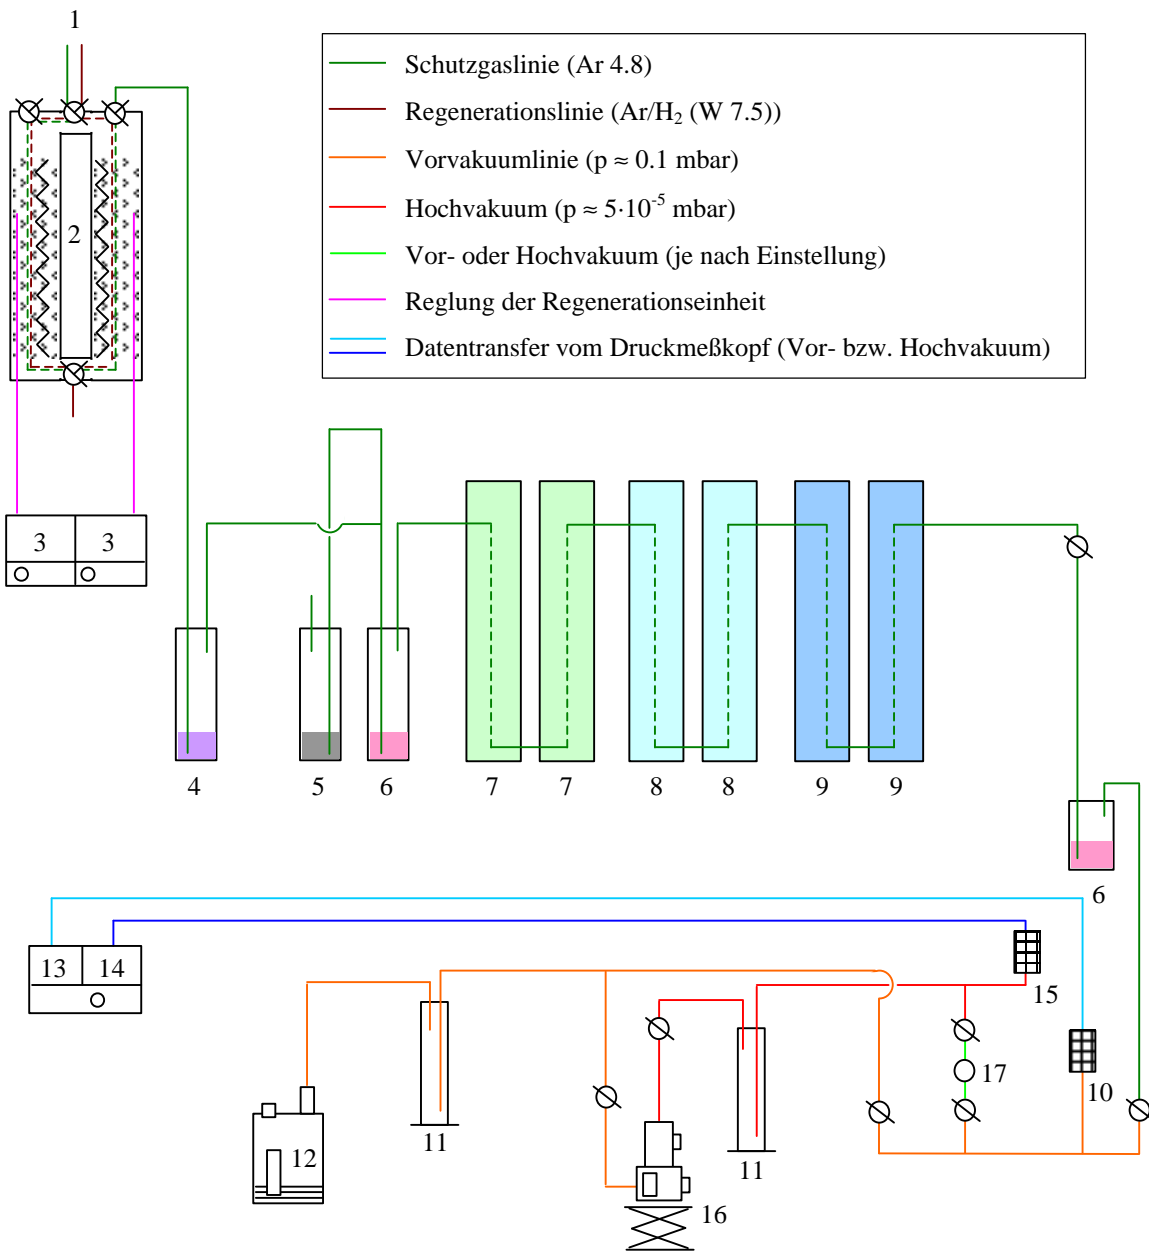 1
Schutzgaslinie (Ar 4.8)
Regenerationslinie (Ar/H₂ (W 7.5))
Vorvakuumlinie (p ≈ 0.1 mbar)
Hochvakuum (p ≈ 5·10⁻⁵ mbar)
Vor- oder Hochvakuum (je nach Einstellung)
Reglung der Regenerationseinheit
Datentransfer vom Druckmeßkopf (Vor- bzw. Hochvakuum)
2
3 3
4 5 6 7 7 8 8 9 9
6
13 14
15
17
10
11
12
11
16